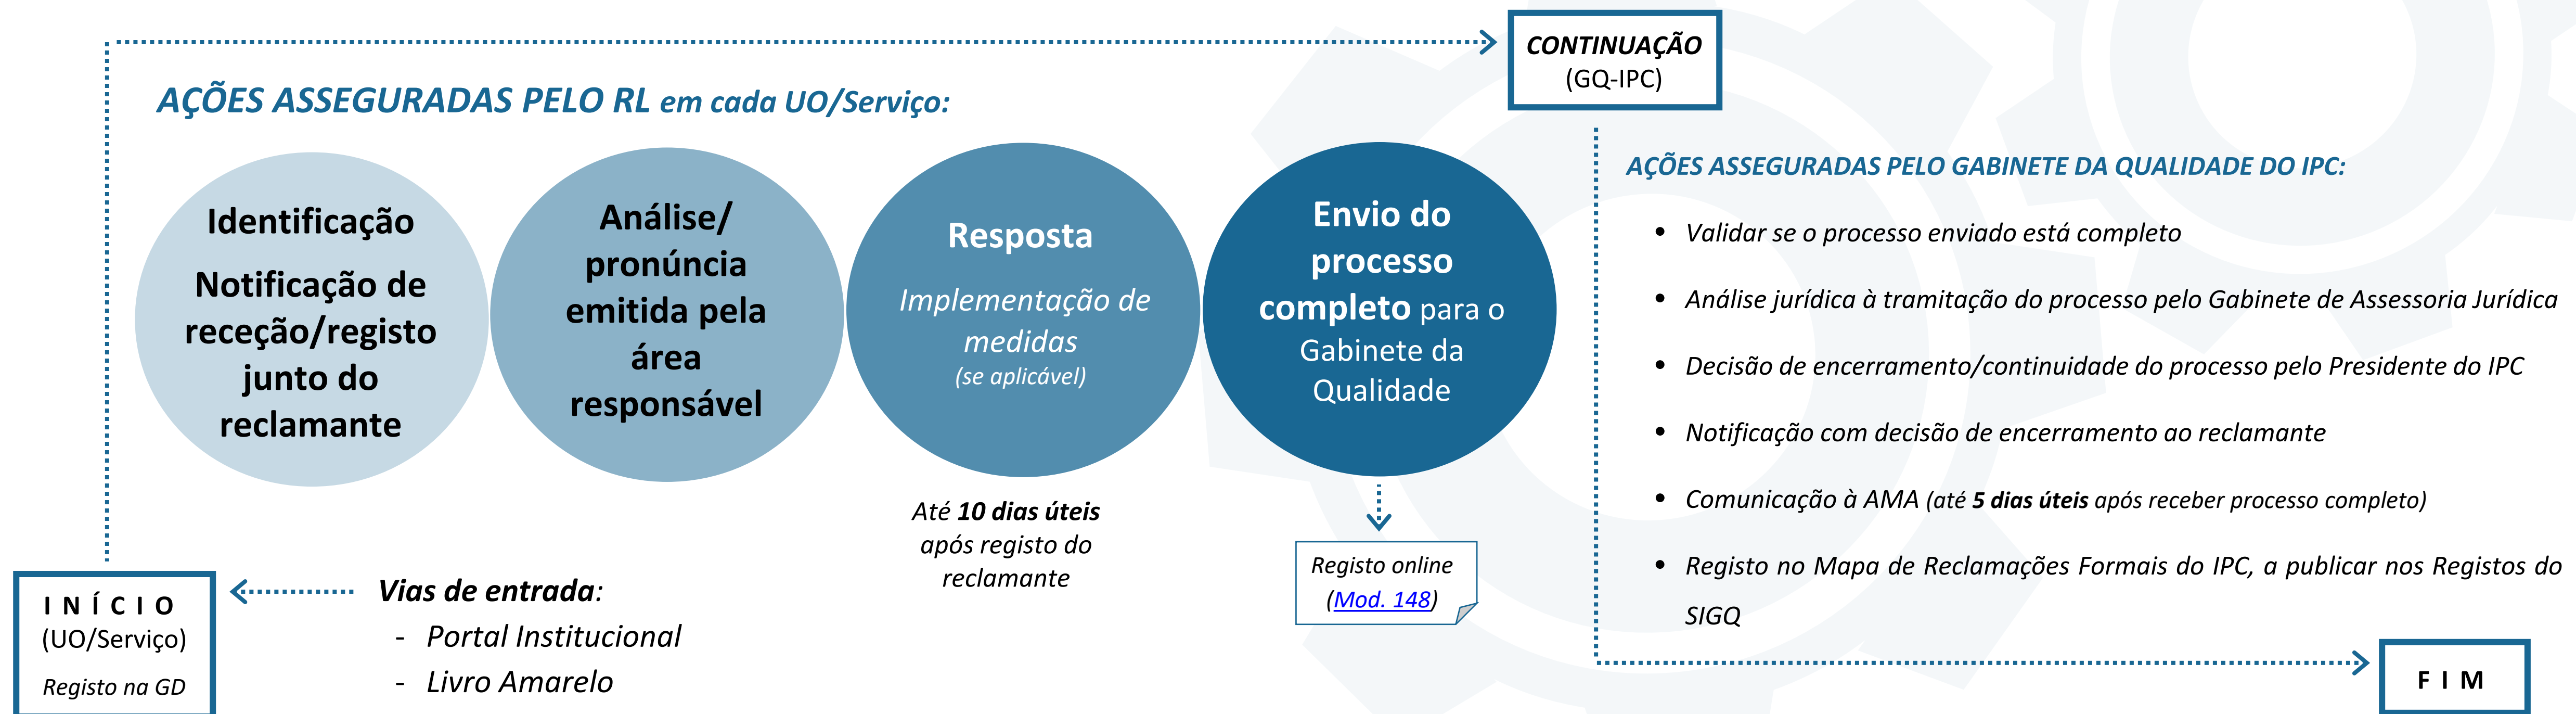 CONTINUAÇÃO
(GQ-IPC)
AÇÕES ASSEGURADAS PELO RL em cada UO/Serviço:
Identificação
Notificação de
receção/registo
junto do
reclamante
Análise/
pronúncia
emitida pela
área
responsável
Resposta
Implementação de
medidas
(se aplicável)
Até 10 dias úteis
após registo do
reclamante
Envio do
processo
completo para o
Gabinete da
Qualidade
Registo online
(Mod. 148)
INÍCIO
(UO/Serviço)
Registo na GD
Vias de entrada:
- Portal Institucional
- Livro Amarelo
AÇÕES ASSEGURADAS PELO GABINETE DA QUALIDADE DO IPC:
• Validar se o processo enviado está completo
• Análise jurídica à tramitação do processo pelo Gabinete de Assessoria Jurídica
• Decisão de encerramento/continuidade do processo pelo Presidente do IPC
• Notificação com decisão de encerramento ao reclamante
• Comunicação à AMA (até 5 dias úteis após receber processo completo)
• Registo no Mapa de Reclamações Formais do IPC, a publicar nos Registos do
SIGQ
FIM